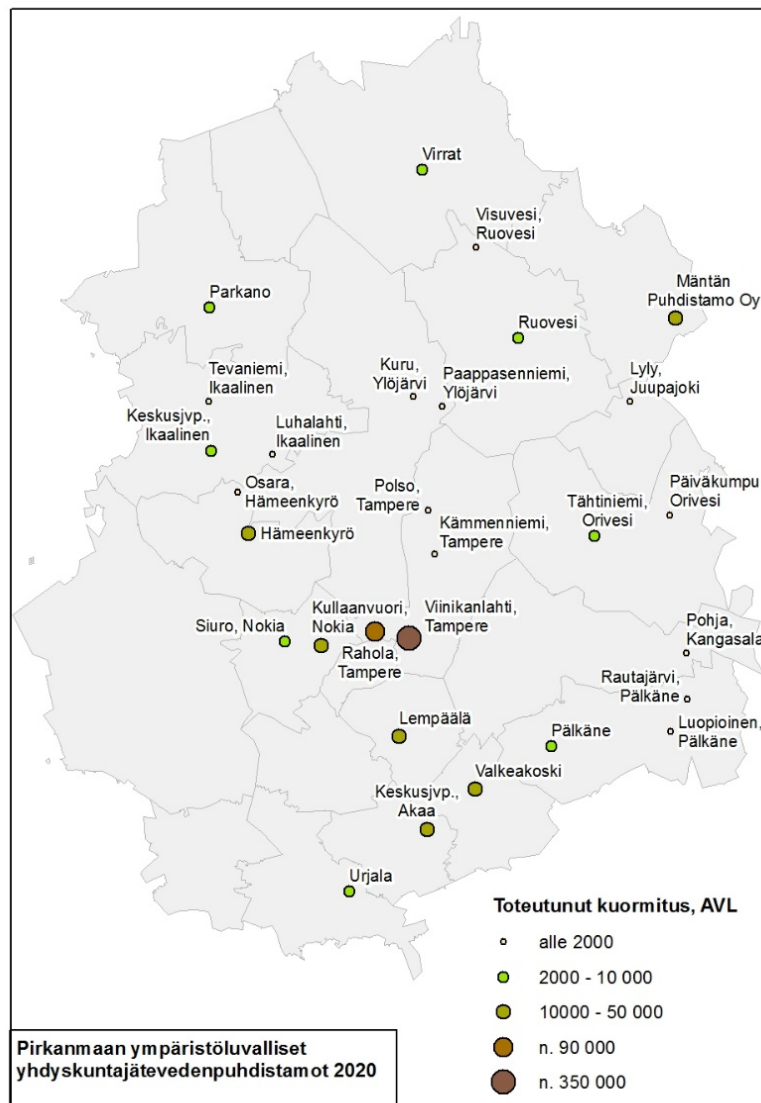 Virrat
Visuvesi,
Ruovesi
Mäntän
Puhdistamo Oy
Parkano
Ruovesi
Tevaniemi,
Ikaalinen
Kuru,
Ylöjärvi
Paappasenniemi,
Ylöjärvi
Lyly,
Juupajoki
Keskusjvp.,
Ikaalinen
Luhalahti,
Ikaalinen
Osara,
Hämeenkyrö
Polso,
Tampere
Tähtiniemi,
Orivesi
Päiväkumpu
Orivesi
Hämeenkyrö
Kämmenniemi,
Tampere
Siuro, Nokia
Kullaanvuori,
Nokia
Viinikanlahti,
Tampere
Rahola,
Tampere
Pohja,
Kangasala
Rautajärvi,
Pälkäne
Luopioinen,
Pälkäne
Lempäälä
Pälkäne
Valkeakoski
Keskusjvp.,
Akaa
Urjala
Toteutunut kuormitus, AVL
alle 2000
2000 - 10 000
10000 - 50 000
n. 90 000
n. 350 000
Pirkanmaan ympäristöluvalliset
yhdyskuntajätevedenpuhdistamot 2020